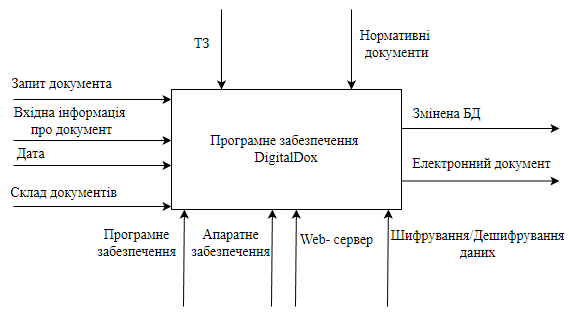 ТЗ
Нормативні
документи
Запит документа
Вхідна інформація
про документ
Дата
Склад документів
Програмне забезпечення
DigitalDox
Змінена БД
Електронний документ
Програмне
забезпечення
Апаратне
забезпечення
Web- сервер
Шифрування/Дешифрування
даних